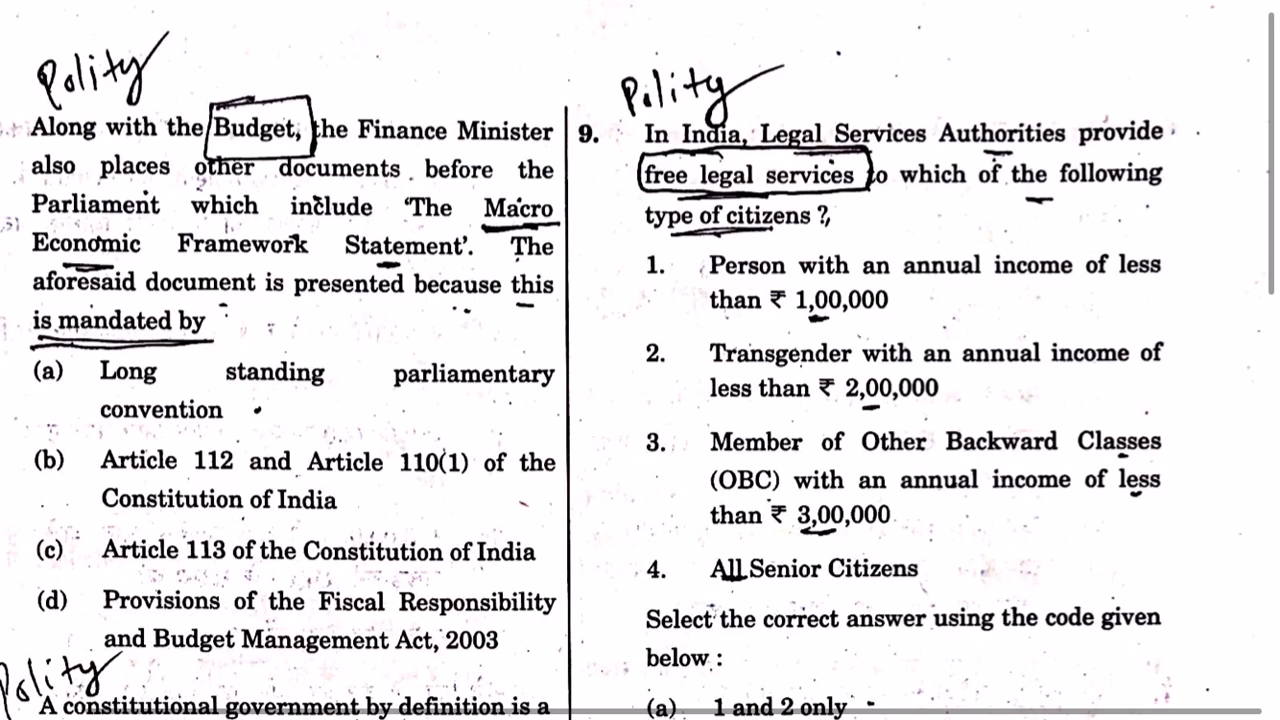 Polity
Along with the Budget, the Finance Minister
also places other documents before the
Parliament which include 'The Macro
Economic Framework Statement'. The
aforesaid document is presented because this
is mandated by
(a) Long standing parliamentary
convention
(b) Article 112 and Article 110(1) of the
Constitution of India
(c) Article 113 of the Constitution of India
(d) Provisions of the Fiscal Responsibility
and Budget Management Act, 2003
Polity
A constitutional government by definition is a
Polity
9. In India, Legal Services Authorities provide
free legal services to which of the following
type of citizens ?
1. Person with an annual income of less
than ₹ 1,00,000
2. Transgender with an annual income of
less than ₹ 2,00,000
3. Member of Other Backward Classes
(OBC) with an annual income of less
than ₹ 3,00,000
4. All Senior Citizens
Select the correct answer using the code given
below :
(a) 1 and 2 only